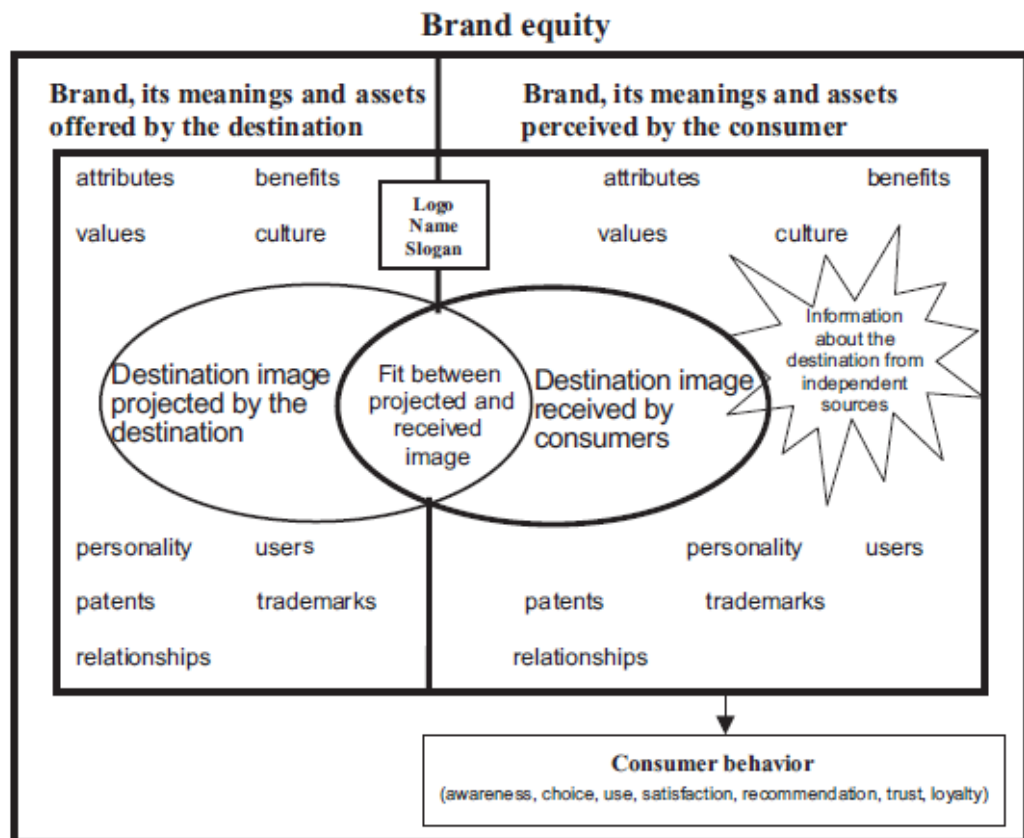 Brand equity
Brand, its meanings and assets
offered by the destination
Brand, its meanings and assets
perceived by the consumer
attributes benefits
values culture
Logo
Name
Slogan
attributes benefits
values culture
Destination image
projected by the
destination
Fit between
projected and
received
image
Destination image
received by
consumers
Information
about the
destination from
independent
sources
personality users
patents trademarks
relationships
personality users
patents trademarks
relationships
Consumer behavior
(awareness, choice, use, satisfaction, recommendation, trust, loyalty)